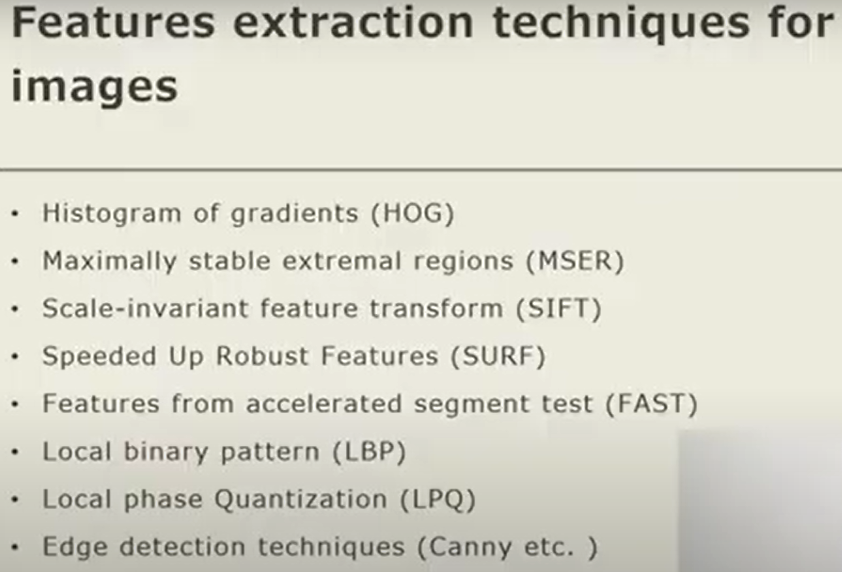 Features extraction techniques for
images
• Histogram of gradients (HOG)
• Maximally stable extremal regions (MSER)
• Scale-invariant feature transform (SIFT)
• Speeded Up Robust Features (SURF)
• Features from accelerated segment test (FAST)
• Local binary pattern (LBP)
• Local phase Quantization (LPQ)
• Edge detection techniques (Canny etc. )